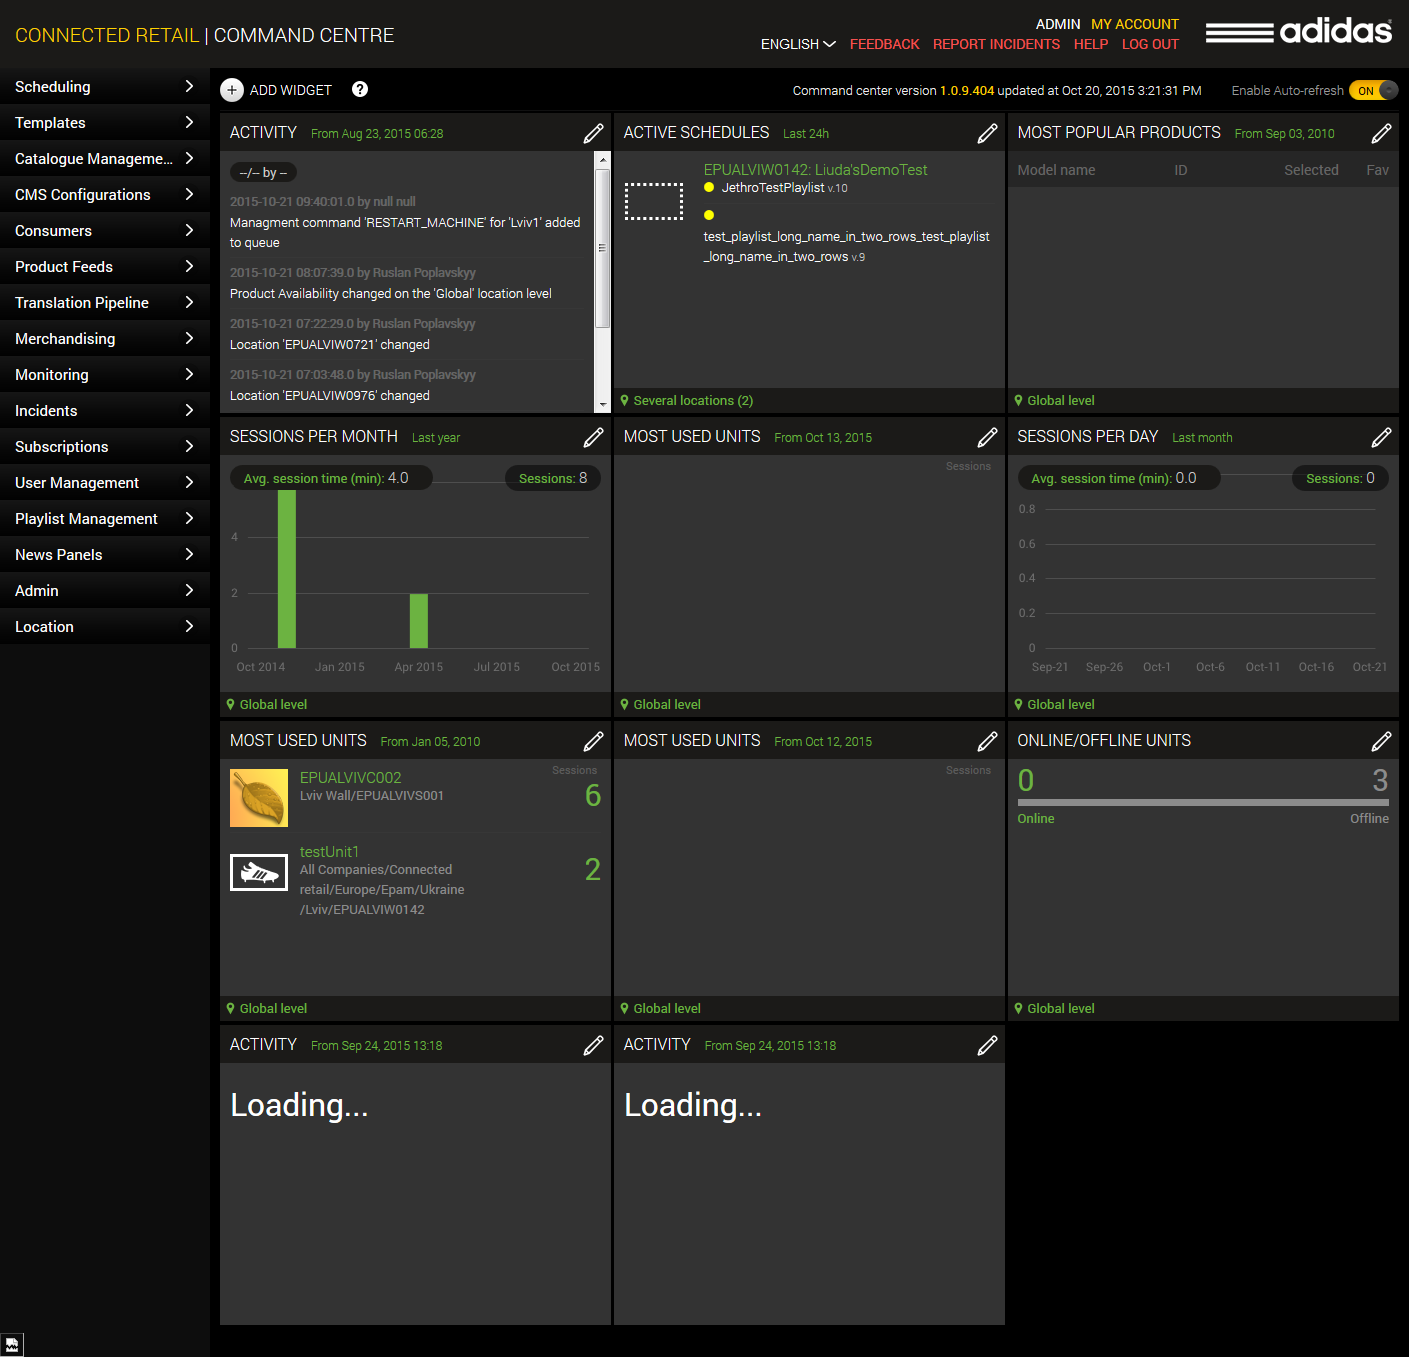 CONNECTED RETAIL | COMMAND CENTRE
ADMIN MY ACCOUNT
ENGLISH FEEDBACK REPORT INCIDENTS HELP LOG OUT
adidas
Scheduling
Templates
Catalogue Manageme...
CMS Configurations
Consumers
Product Feeds
Translation Pipeline
Merchandising
Monitoring
Incidents
Subscriptions
User Management
Playlist Management
News Panels
Admin
Location
+ ADD WIDGET ?
Command center version 1.0.9.404 updated at Oct 20, 2015 3:21:31 PM
Enable Auto-refresh ON
ACTIVITY From Aug 23, 2015 06:28
--/-- by --
2015-10-21 09:40:01.0 by null null
Managment command 'RESTART_MACHINE' for 'Lviv1' added
to queue
2015-10-21 08:07:39.0 by Ruslan Poplavskyy
Product Availability changed on the 'Global' location level
2015-10-21 07:22:29.0 by Ruslan Poplavskyy
Location 'EPUALVIW0721' changed
2015-10-21 07:03:48.0 by Ruslan Poplavskyy
Location 'EPUALVIW0976' changed
ACTIVE SCHEDULES Last 24h
EPUALVIW0142: Liuda'sDemoTest
JethroTestPlaylist v.10
test_playlist_long_name_in_two_rows_test_playlist
_long_name_in_two_rows v.9
Several locations (2)
MOST POPULAR PRODUCTS From Sep 03, 2010
Model name ID Selected Fav
Global level
SESSIONS PER MONTH Last year
Avg. session time (min): 4.0 Sessions: 8
4
2
0
Oct 2014 Jan 2015 Apr 2015 Jul 2015 Oct 2015
Global level
MOST USED UNITS From Oct 13, 2015
Sessions
Global level
SESSIONS PER DAY Last month
Avg. session time (min): 0.0 Sessions: 0
0.8
0.6
0.4
0.2
0
Sep-21 Sep-26 Oct-1 Oct-6 Oct-11 Oct-16 Oct-21
Global level
MOST USED UNITS From Jan 05, 2010
Sessions
EPUALVIVC002
Lviv Wall/EPUALVIVS001
6
testUnit1
All Companies/Connected
retail/Europe/Epam/Ukraine
/Lviv/EPUALVIW0142
2
Global level
MOST USED UNITS From Oct 12, 2015
Sessions
Global level
ONLINE/OFFLINE UNITS
0 3
Online Offline
Global level
ACTIVITY From Sep 24, 2015 13:18
Loading...
ACTIVITY From Sep 24, 2015 13:18
Loading...